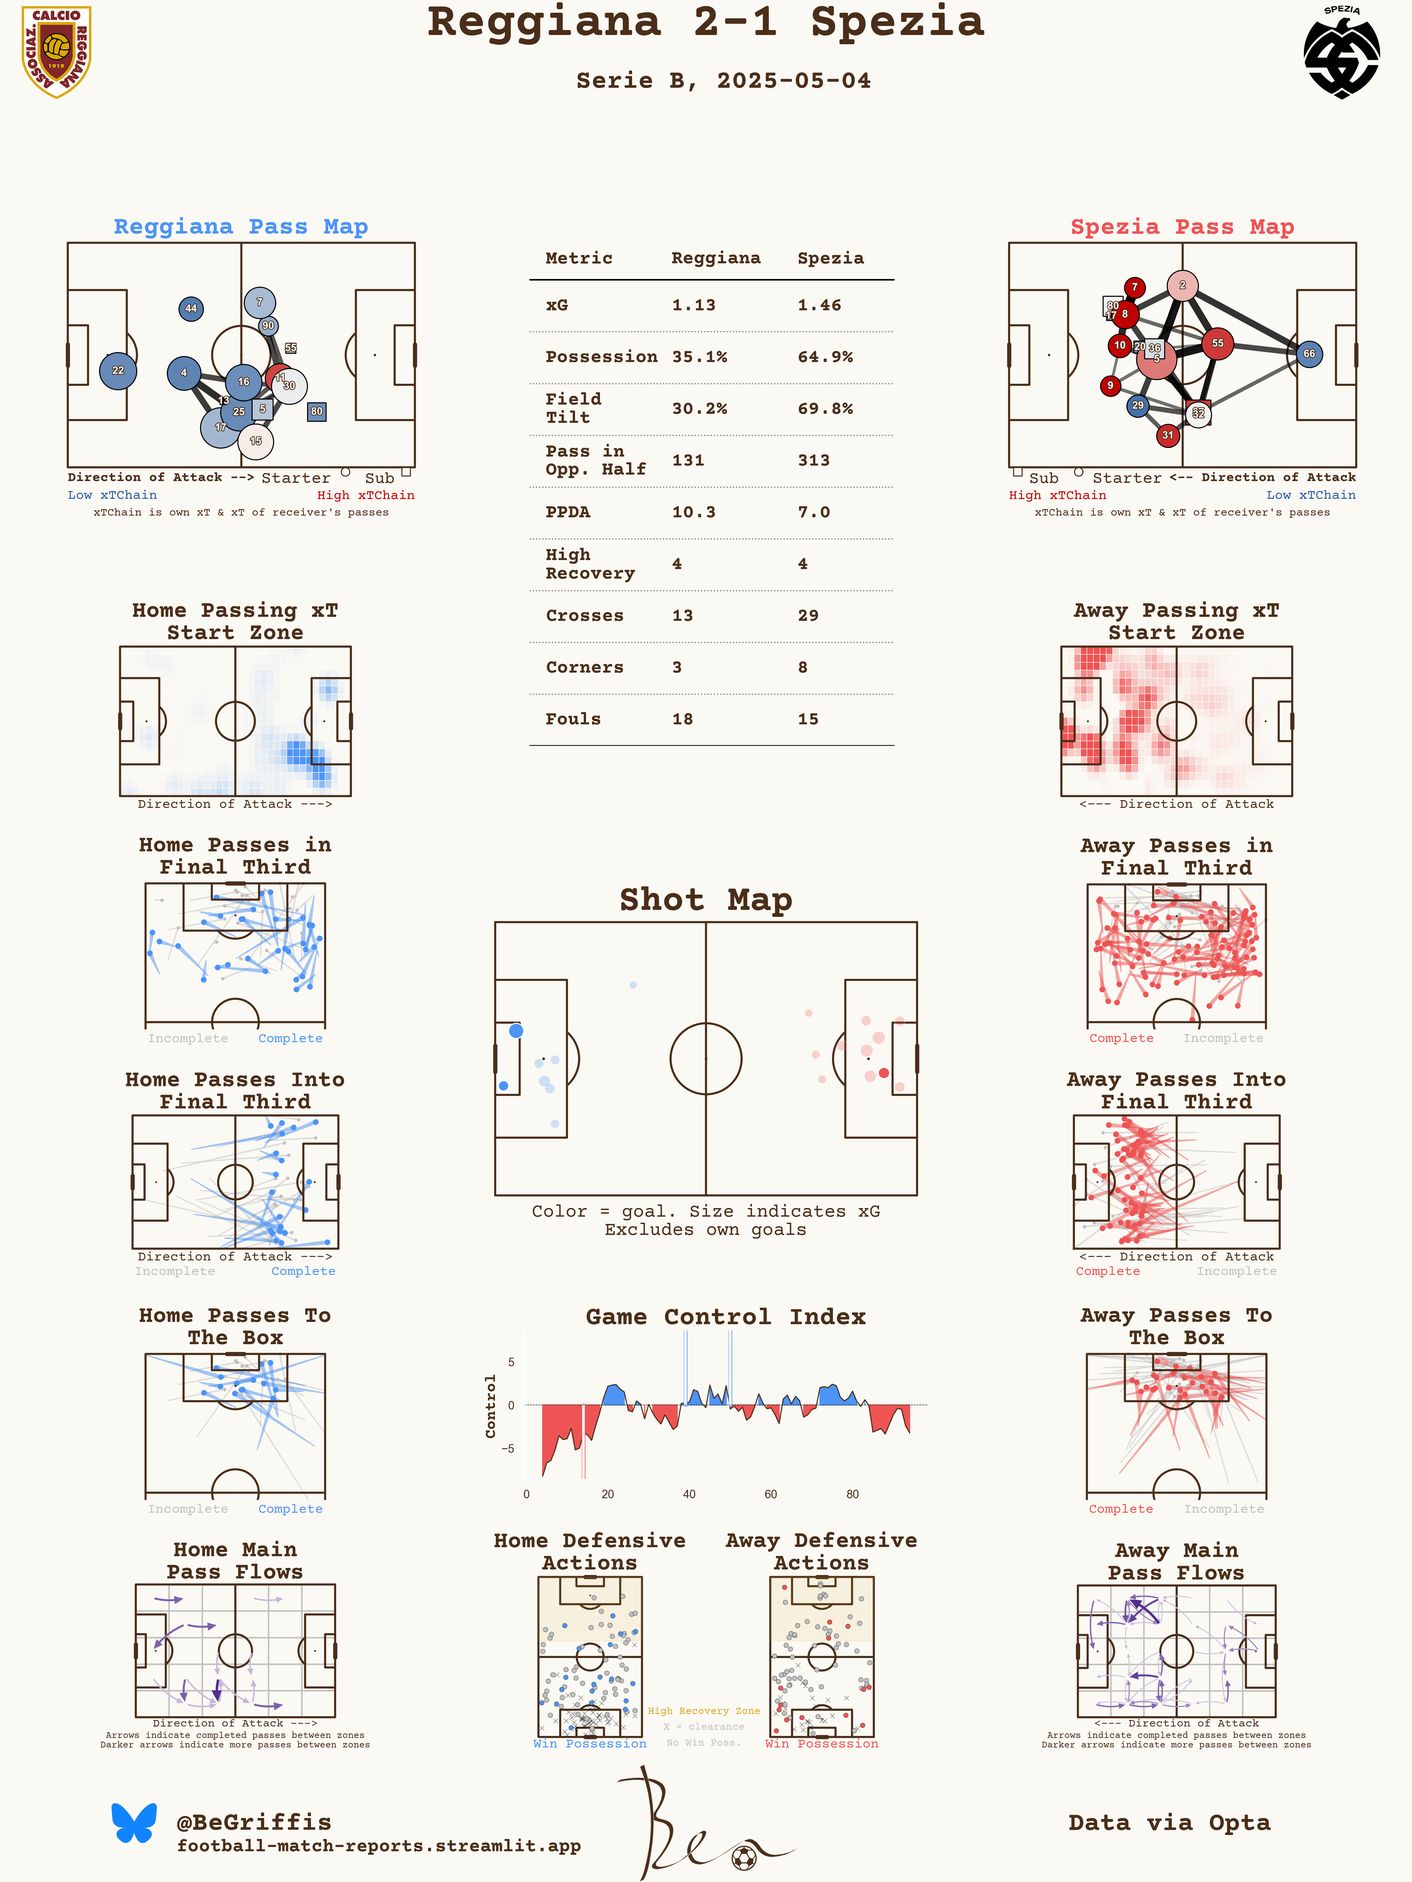 Reggiana 2-1 Spezia
Serie B, 2025-05-04
ASSOCIAZ. CALCIO REGGIANA
1919
SPEZIA
Reggiana Pass Map
22
44
4
7
90
55
16
11
30
13
25
5
80
17
15
Direction of Attack --> Starter Sub
Low xTChain High xTChain
xTChain is own xT & xT of receiver's passes
Metric Reggiana Spezia
xG 1.13 1.46
Possession 35.1% 64.9%
Field
Tilt 30.2% 69.8%
Pass in
Opp. Half 131 313
PPDA 10.3 7.0
High
Recovery 4 4
Crosses 13 29
Corners 3 8
Fouls 18 15
Spezia Pass Map
7
2
80
17
8
10
20
36
5
55
66
9
29
32
31
Sub Starter <-- Direction of Attack
High xTChain Low xTChain
xTChain is own xT & xT of receiver's passes
Home Passing xT
Start Zone
Direction of Attack --->
Away Passing xT
Start Zone
<--- Direction of Attack
Home Passes in
Final Third
Incomplete Complete
Away Passes in
Final Third
Complete Incomplete
Shot Map
Color = goal. Size indicates xG
Excludes own goals
Home Passes Into
Final Third
Direction of Attack --->
Incomplete Complete
Away Passes Into
Final Third
<--- Direction of Attack
Complete Incomplete
Home Passes To
The Box
Incomplete Complete
Game Control Index
Control
5
0
−5
0 20 40 60 80
Away Passes To
The Box
Complete Incomplete
Home Main
Pass Flows
Direction of Attack --->
Arrows indicate completed passes between zones
Darker arrows indicate more passes between zones
Home Defensive
Actions
Win Possession
Away Defensive
Actions
Win Possession
High Recovery Zone
X = clearance
No Win Poss.
Away Main
Pass Flows
<--- Direction of Attack
Arrows indicate completed passes between zones
Darker arrows indicate more passes between zones
@BeGriffis
football-match-reports.streamlit.app
Ben
Data via Opta